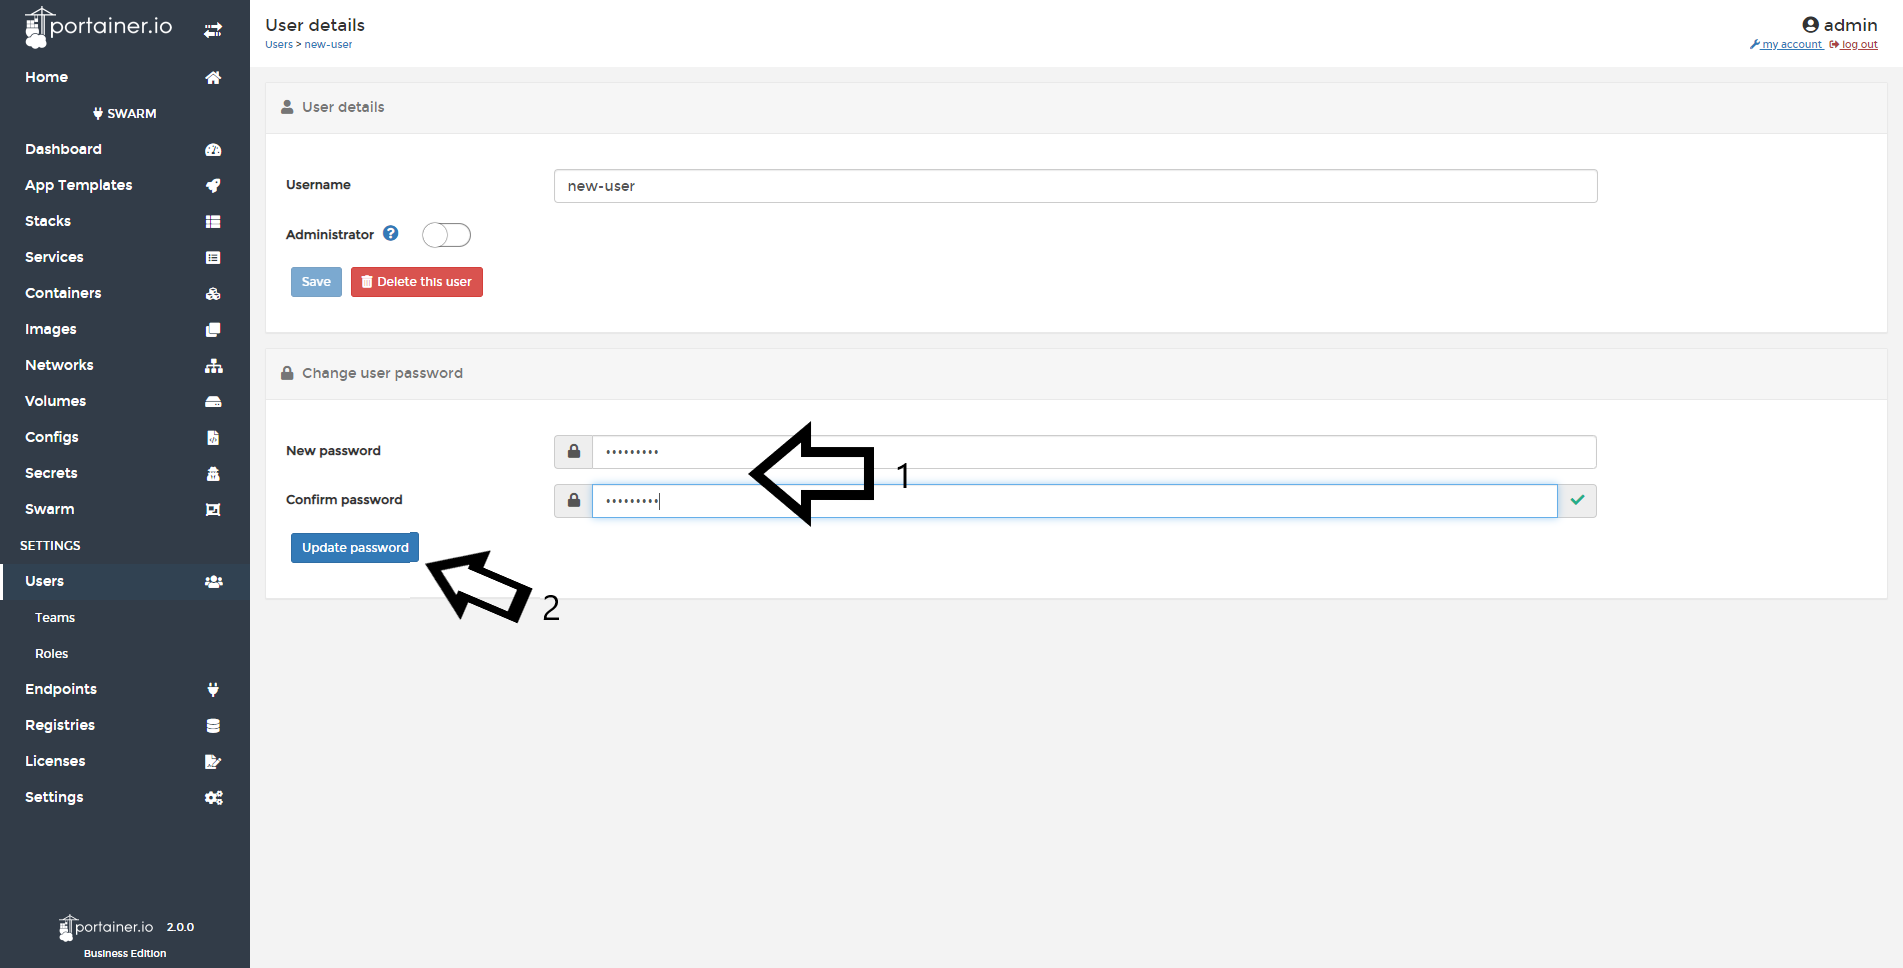 portainer.io
Home
SWARM
Dashboard
App Templates
Stacks
Services
Containers
Images
Networks
Volumes
Configs
Secrets
Swarm
SETTINGS
Users
Teams
Roles
Endpoints
Registries
Licenses
Settings
portainer.io 2.0.0
Business Edition
User details
Users > new-user
admin
my account log out
User details
Username new-user
Administrator ?
Save Delete this user
Change user password
New password •••••••••
1
Confirm password •••••••••
Update password
2